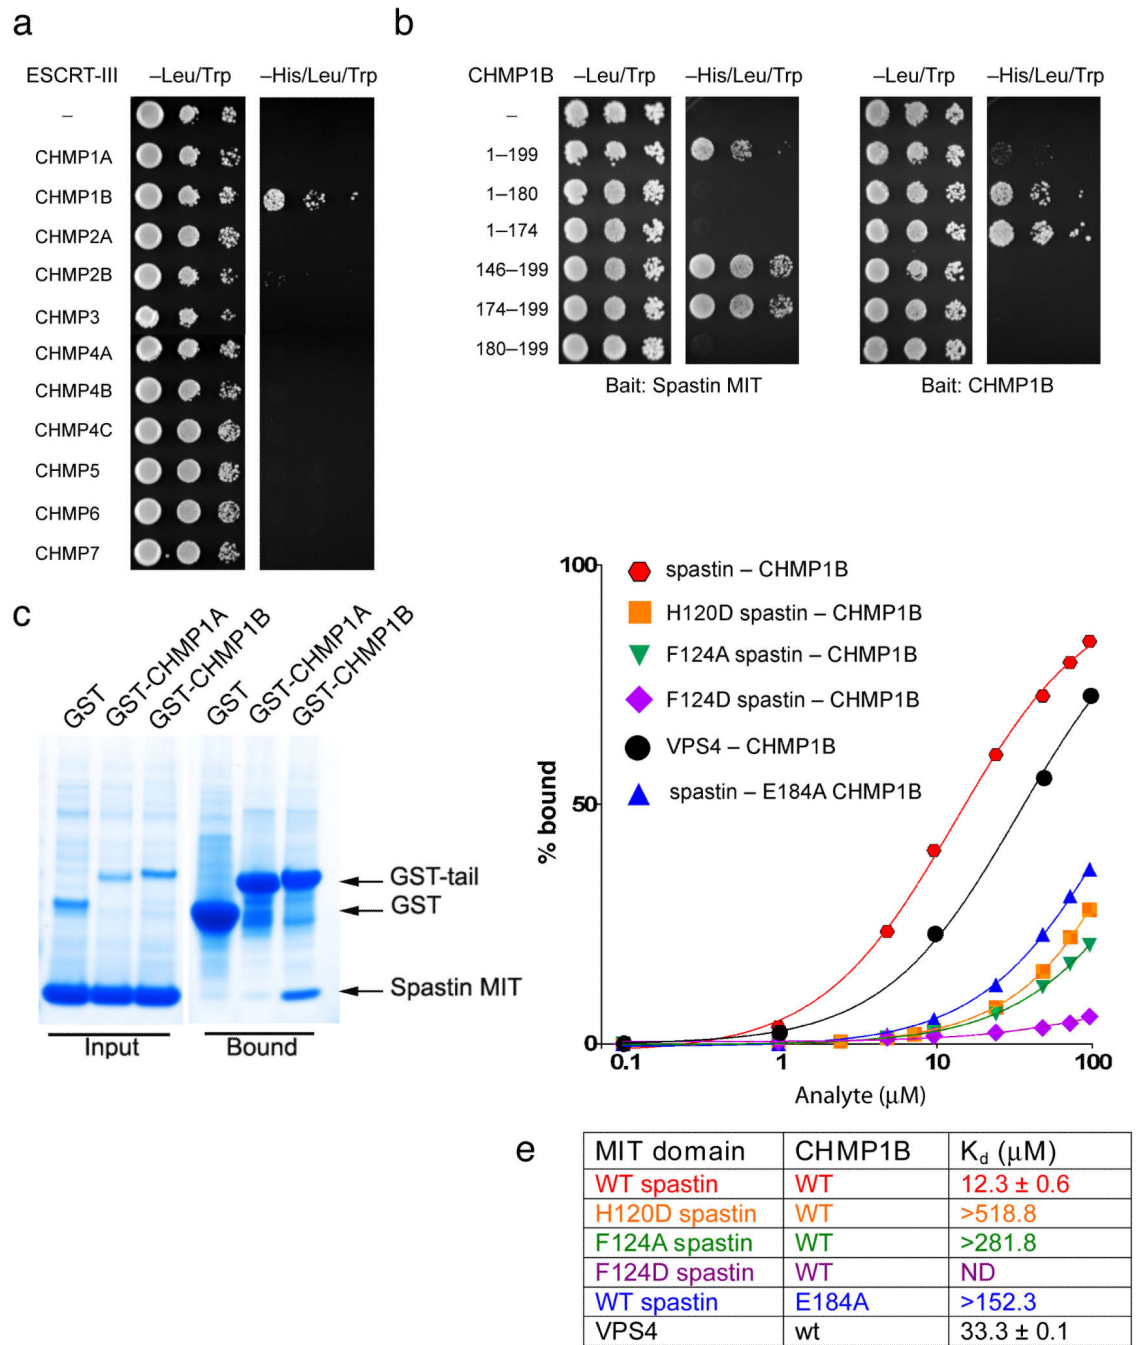 a
ESCRT-III –Leu/Trp –His/Leu/Trp
–
CHMP1A
CHMP1B
CHMP2A
CHMP2B
CHMP3
CHMP4A
CHMP4B
CHMP4C
CHMP5
CHMP6
CHMP7
b
CHMP1B –Leu/Trp –His/Leu/Trp –Leu/Trp –His/Leu/Trp
–
1–199
1–180
1–174
146–199
174–199
180–199
Bait: Spastin MIT Bait: CHMP1B
c
GST
GST-CHMP1A
GST-CHMP1B
GST
GST-CHMP1A
GST-CHMP1B
GST-tail
GST
Spastin MIT
Input Bound
100
50
0
% bound
spastin – CHMP1B
H120D spastin – CHMP1B
F124A spastin – CHMP1B
F124D spastin – CHMP1B
VPS4 – CHMP1B
spastin – E184A CHMP1B
0.1 1 10 100
Analyte (μM)
e
MIT domain CHMP1B Kd (μM)
WT spastin WT 12.3 ± 0.6
H120D spastin WT >518.8
F124A spastin WT >281.8
F124D spastin WT ND
WT spastin E184A >152.3
VPS4 wt 33.3 ± 0.1